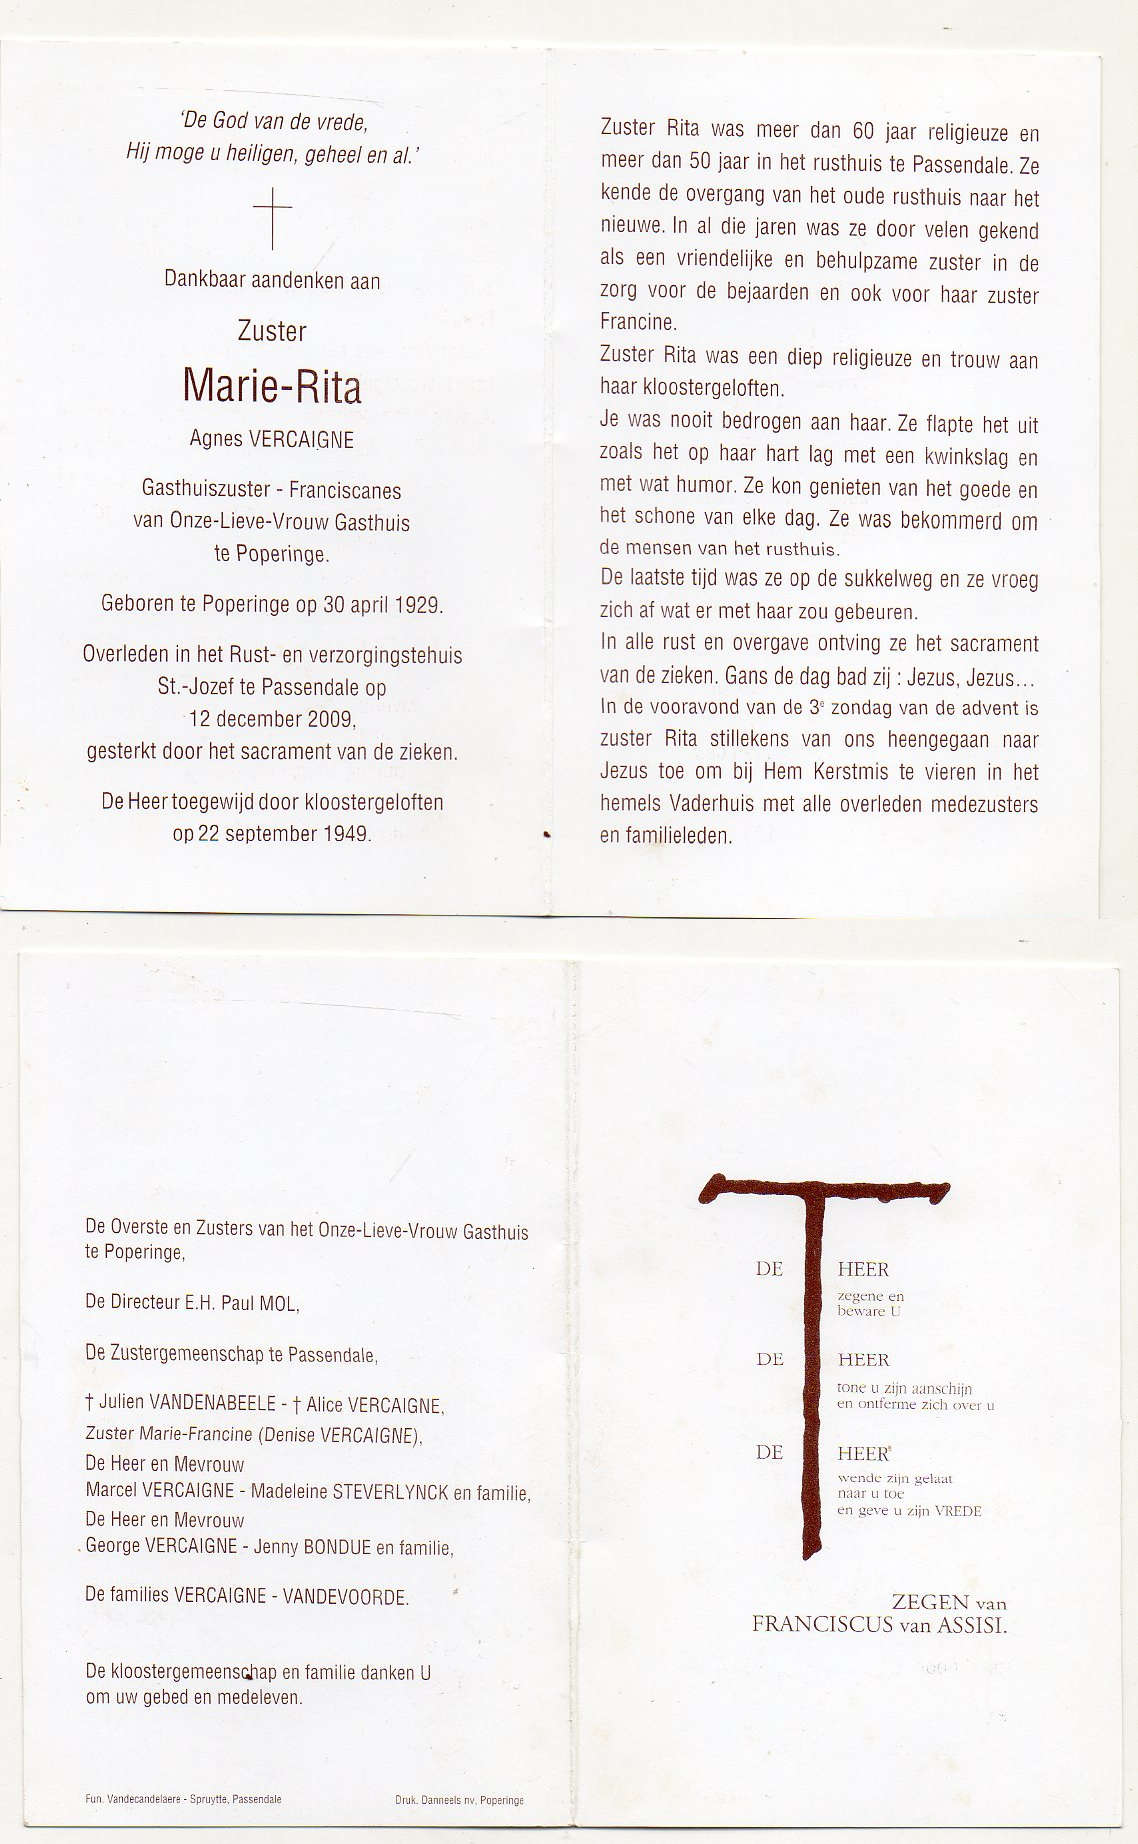 'De God van de vrede,
Hij moge u heiligen, geheel en al.'
Dankbaar aandenken aan
Zuster
Marie-Rita
Agnes VERCAIGNE
Gasthuiszuster - Franciscanes
van Onze-Lieve-Vrouw Gasthuis
te Poperinge.
Geboren te Poperinge op 30 april 1929.
Overleden in het Rust- en verzorgingstehuis
St.-Jozef te Passendale op
12 december 2009,
gesterkt door het sacrament van de zieken.
De Heer toegewijd door kloostergeloften
op 22 september 1949.
Zuster Rita was meer dan 60 jaar religieuze en
meer dan 50 jaar in het rusthuis te Passendale. Ze
kende de overgang van het oude rusthuis naar het
nieuwe. In al die jaren was ze door velen gekend
als een vriendelijke en behulpzame zuster in de
zorg voor de bejaarden en ook voor haar zuster
Francine.
Zuster Rita was een diep religieuze en trouw aan
haar kloostergeloften.
Je was nooit bedrogen aan haar. Ze flapte het uit
zoals het op haar hart lag met een kwinkslag en
met wat humor. Ze kon genieten van het goede en
het schone van elke dag. Ze was bekommerd om
de mensen van het rusthuis.
De laatste tijd was ze op de sukkelweg en ze vroeg
zich af wat er met haar zou gebeuren.
In alle rust en overgave ontving ze het sacrament
van de zieken. Gans de dag bad zij : Jezus, Jezus...
In de vooravond van de 3e zondag van de advent is
zuster Rita stillekens van ons heengegaan naar
Jezus toe om bij Hem Kerstmis te vieren in het
hemels Vaderhuis met alle overleden medezusters
en familieleden.
De Overste en Zusters van het Onze-Lieve-Vrouw Gasthuis
te Poperinge,
De Directeur E.H. Paul MOL,
De Zustergemeenschap te Passendale,
† Julien VANDENABEELE - † Alice VERCAIGNE,
Zuster Marie-Francine (Denise VERCAIGNE),
De Heer en Mevrouw
Marcel VERCAIGNE - Madeleine STEVERLYNCK en familie,
De Heer en Mevrouw
George VERCAIGNE - Jenny BONDUE en familie,
De families VERCAIGNE - VANDEVOORDE.
De kloostergemeenschap en familie danken U
om uw gebed en medeleven.
Fun. Vandecandelaere - Spruytte, Passendale
Druk. Danneels nv, Poperinge
DE HEER
zegene en
beware U
DE HEER
tone u zijn aanschijn
en ontferme zich over u
DE HEER
wende zijn gelaat
naar u toe
en geve u zijn VREDE
ZEGEN van
FRANCISCUS van ASSISI.